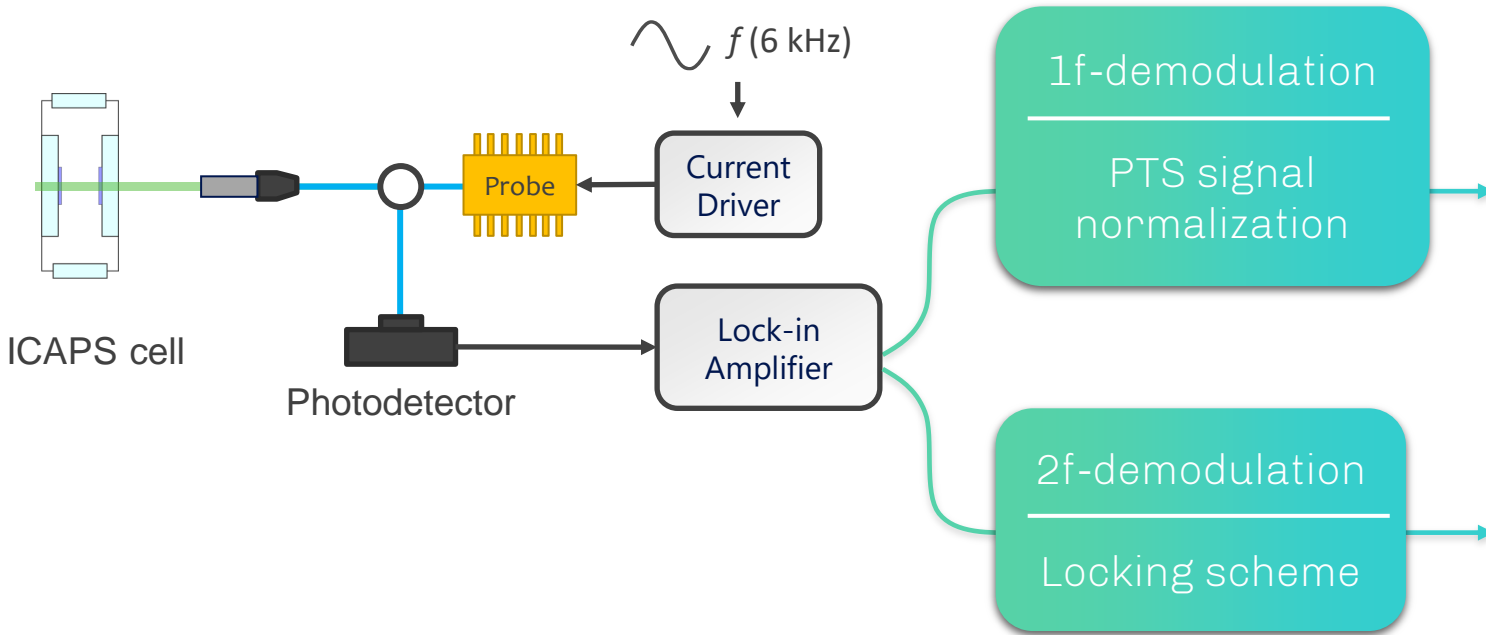 f (6 kHz)
1f-demodulation
PTS signal
normalization
Probe
Current
Driver
ICAPS cell
Photodetector
Lock-in
Amplifier
2f-demodulation
Locking scheme